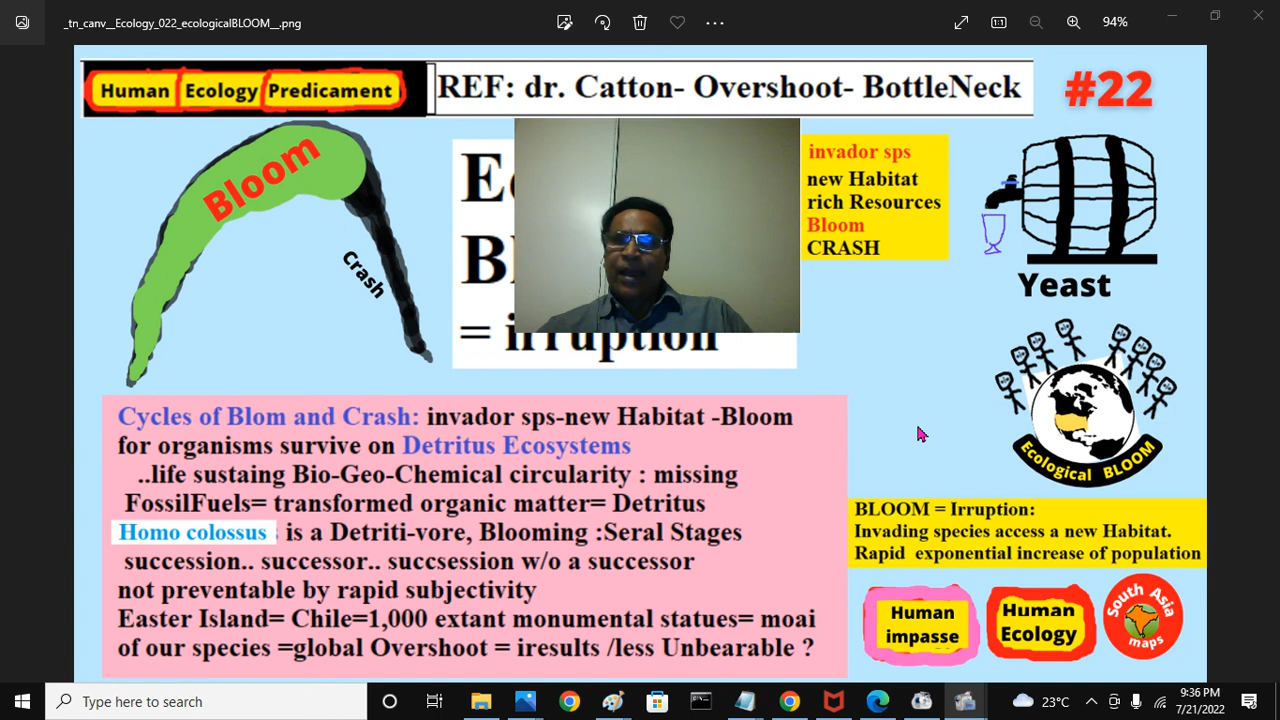 _tn_canv__Ecology_022_ecologicalBLOOM__.png
94%
Human Ecology Predicament
REF: dr. Catton- Overshoot- BottleNeck
#22
Bloom
Crash
= irruption
invador sps
new Habitat
rich Resources
Bloom
CRASH
Yeast
Ecological BLOOM
Cycles of Blom and Crash: invador sps-new Habitat -Bloom
for organisms survive on Detritus Ecosystems
..life sustaing Bio-Geo-Chemical circularity : missing
FossilFuels= transformed organic matter= Detritus
Homo colossus is a Detriti-vore, Blooming :Seral Stages
succession.. successor.. succsession w/o a successor
not preventable by rapid subjectivity
Easter Island= Chile=1,000 extant monumental statues= moai
of our species =global Overshoot = iresults /less Unbearable ?
BLOOM = Irruption:
Invading species access a new Habitat.
Rapid exponential increase of population
Human
impasse
Human
Ecology
South Asia
maps
Type here to search
23°C
9:36 PM
7/21/2022